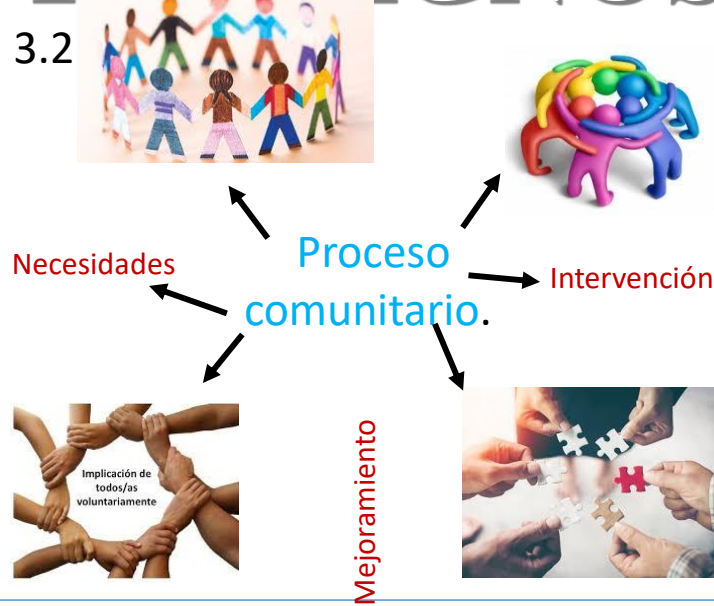 3.2
Proceso
comunitario.
Necesidades
Intervención
Implicación de
todos/as
voluntariamente
Mejoramiento